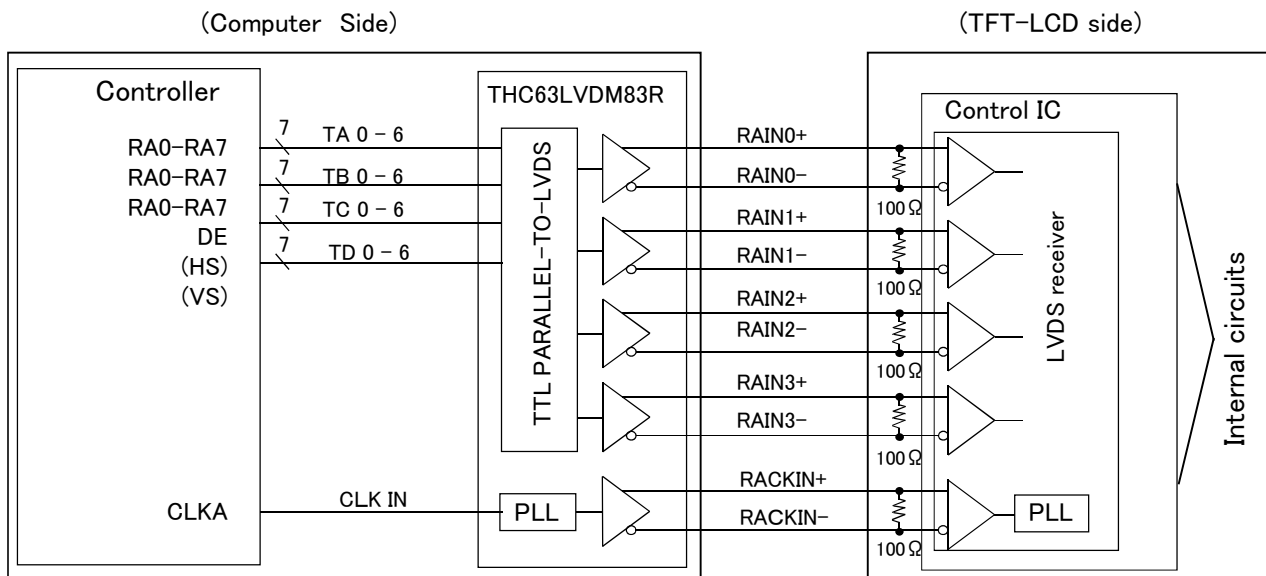 (Computer Side)
(TFT-LCD side)
Controller
RA0-RA7
RA0-RA7
RA0-RA7
DE
(HS)
(VS)
CLKA
7
TA 0 - 6
7
TB 0 - 6
7
TC 0 - 6
7
TD 0 - 6
CLK IN
THC63LVDM83R
TTL PARALLEL-TO-LVDS
PLL
RAIN0+
RAIN0-
100Ω
RAIN1+
RAIN1-
100Ω
RAIN2+
RAIN2-
100Ω
RAIN3+
RAIN3-
100Ω
RACKIN+
RACKIN-
100Ω
Control IC
LVDS receiver
PLL
Internal circuits